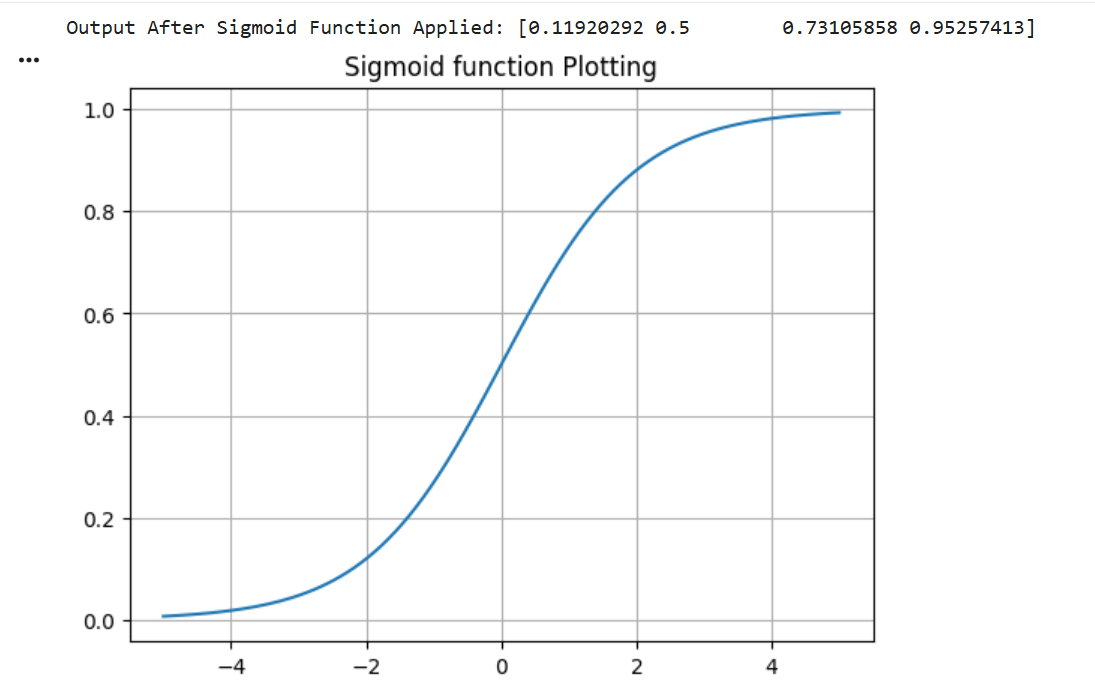 Output After Sigmoid Function Applied: [0.11920292 0.5        0.73105858 0.95257413]
Sigmoid function Plotting
1.0
0.8
0.6
0.4
0.2
0.0
−4 −2 0 2 4